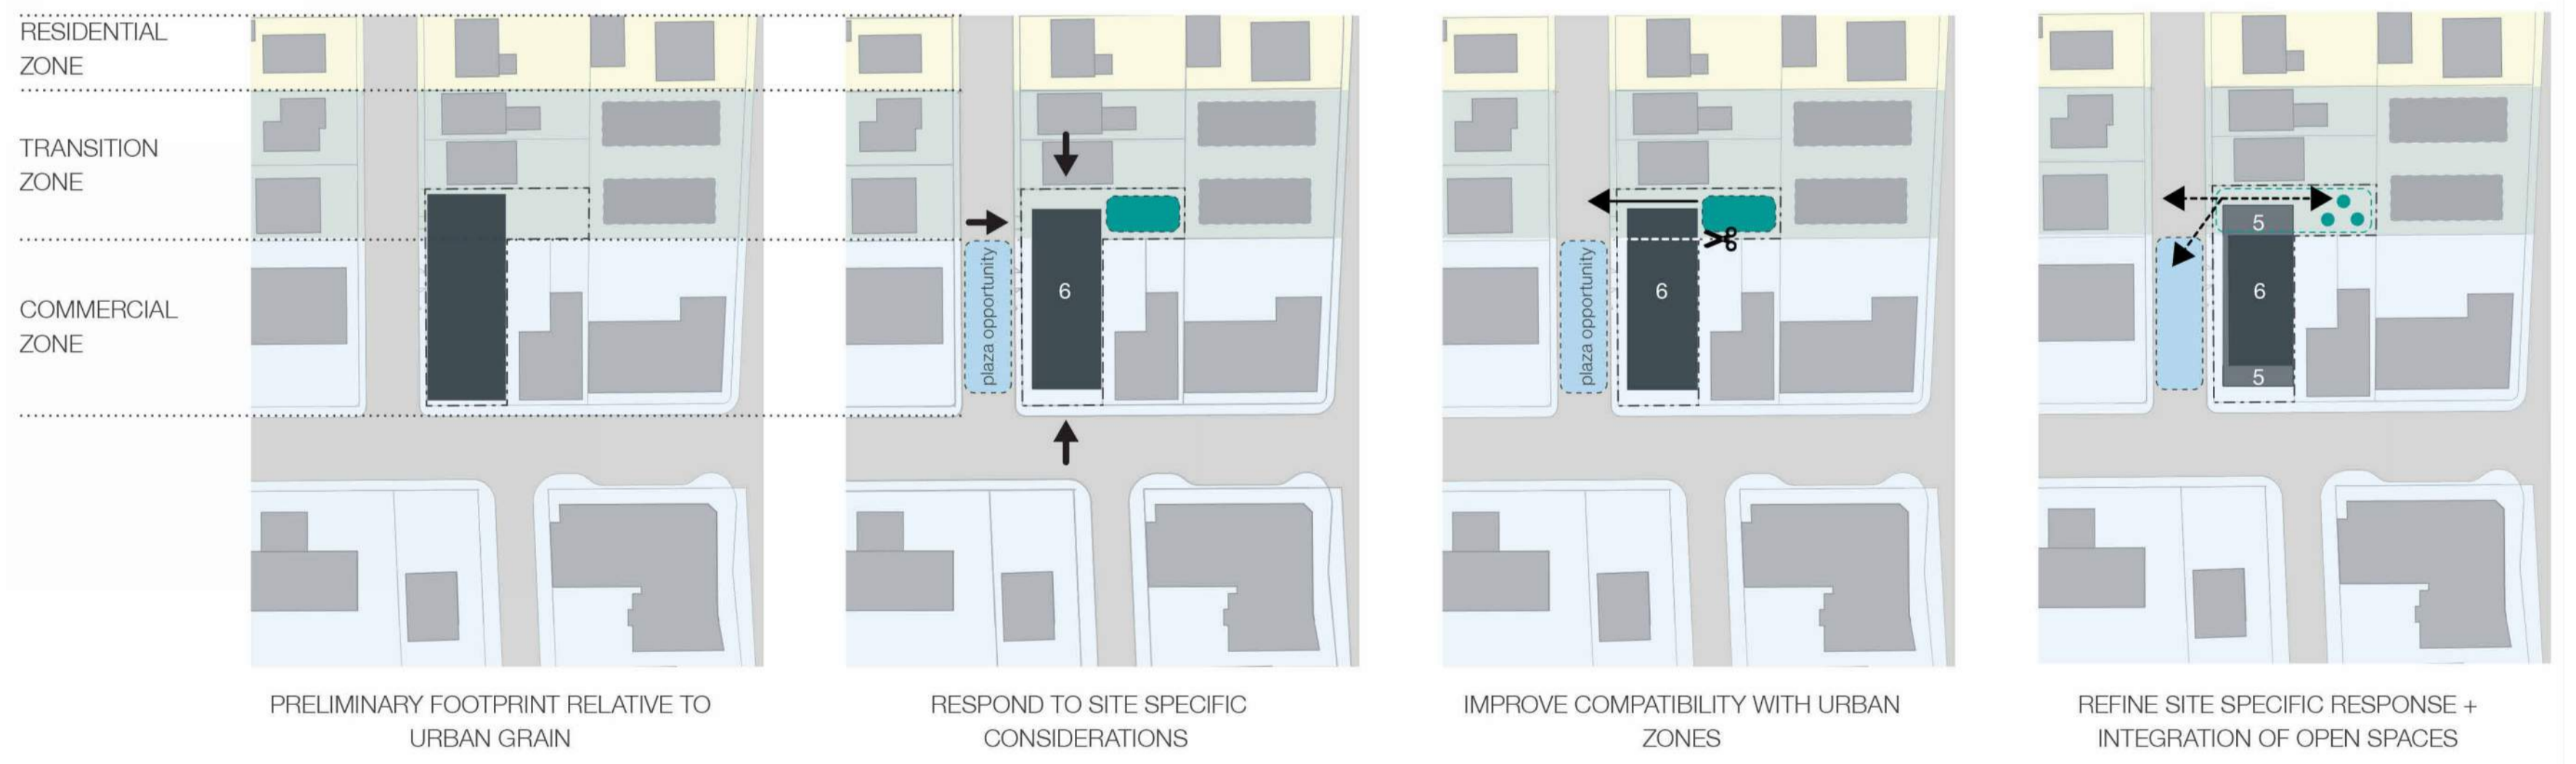 RESIDENTIAL
ZONE
TRANSITION
ZONE
COMMERCIAL
ZONE
plaza opportunity
6
plaza opportunity
6
5
6
5
PRELIMINARY FOOTPRINT RELATIVE TO
URBAN GRAIN
RESPOND TO SITE SPECIFIC
CONSIDERATIONS
IMPROVE COMPATIBILITY WITH URBAN
ZONES
REFINE SITE SPECIFIC RESPONSE +
INTEGRATION OF OPEN SPACES